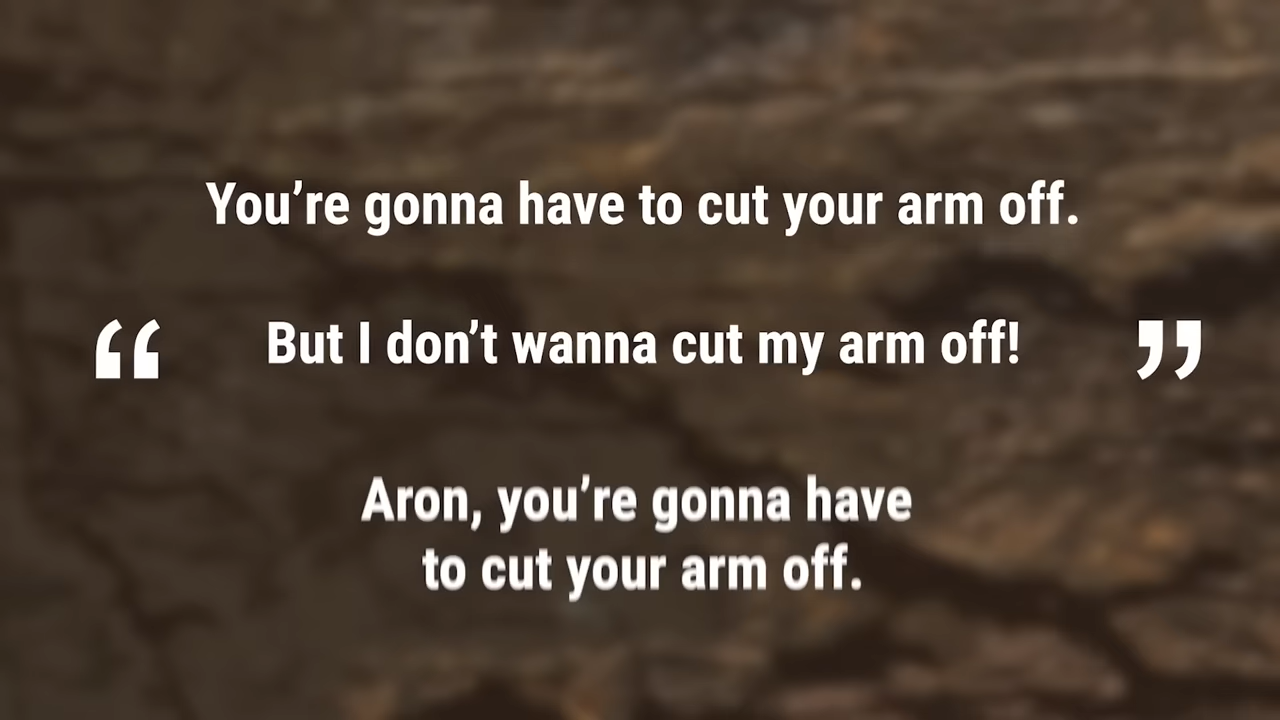 You’re gonna have to cut your arm off.
“ But I don’t wanna cut my arm off! ”
Aron, you’re gonna have
to cut your arm off.